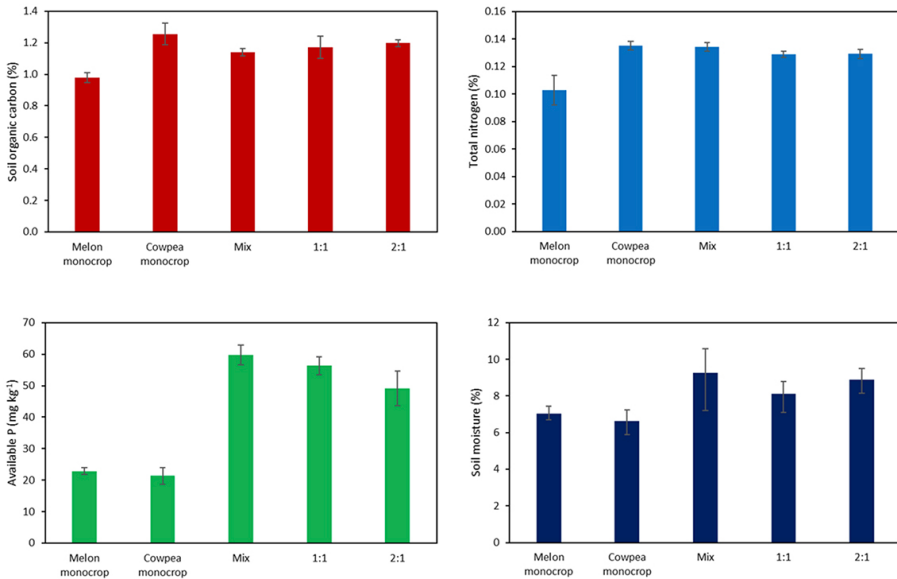 Soil organic carbon (%)
1.4
1.2
1.0
0.8
0.6
0.4
0.2
0.0
Melon
monocrop
Cowpea
monocrop
Mix
1:1
2:1
Total nitrogen (%)
0.16
0.14
0.12
0.10
0.08
0.06
0.04
0.02
0.00
Melon
monocrop
Cowpea
monocrop
Mix
1:1
2:1
Available P (mg kg⁻¹)
70
60
50
40
30
20
10
0
Melon
monocrop
Cowpea
monocrop
Mix
1:1
2:1
Soil moisture (%)
12
10
8
6
4
2
0
Melon
monocrop
Cowpea
monocrop
Mix
1:1
2:1